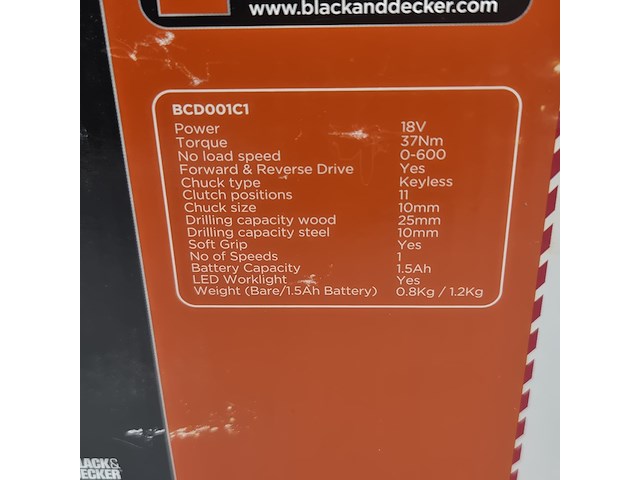 www.blackanddecker.com
BCD001C1
Power 18V
Torque 37Nm
No load speed 0-600
Forward & Reverse Drive Yes
Chuck type Keyless
Clutch positions 11
Chuck size 10mm
Drilling capacity wood 25mm
Drilling capacity steel 10mm
Soft Grip Yes
No of Speeds 1
Battery Capacity 1.5Ah
LED Worklight Yes
Weight (Bare/1.5Ah Battery) 0.8Kg / 1.2Kg
LACK&
ECKER